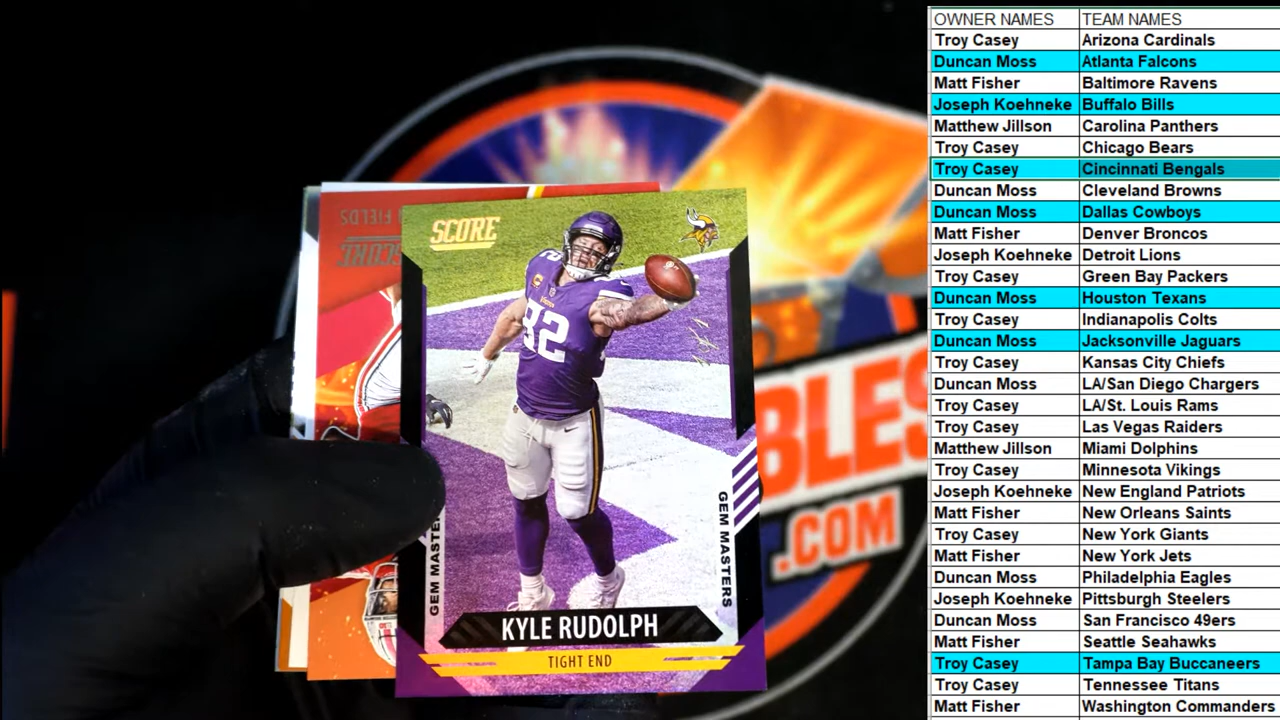 OWNER NAMES TEAM NAMES
Troy Casey Arizona Cardinals
Duncan Moss Atlanta Falcons
Matt Fisher Baltimore Ravens
Joseph Koehneke Buffalo Bills
Matthew Jillson Carolina Panthers
Troy Casey Chicago Bears
Troy Casey Cincinnati Bengals
Duncan Moss Cleveland Browns
Duncan Moss Dallas Cowboys
Matt Fisher Denver Broncos
Joseph Koehneke Detroit Lions
Troy Casey Green Bay Packers
Duncan Moss Houston Texans
Troy Casey Indianapolis Colts
Duncan Moss Jacksonville Jaguars
Troy Casey Kansas City Chiefs
Duncan Moss LA/San Diego Chargers
Troy Casey LA/St. Louis Rams
Troy Casey Las Vegas Raiders
Matthew Jillson Miami Dolphins
Troy Casey Minnesota Vikings
Joseph Koehneke New England Patriots
Matt Fisher New Orleans Saints
Troy Casey New York Giants
Matt Fisher New York Jets
Duncan Moss Philadelphia Eagles
Joseph Koehneke Pittsburgh Steelers
Duncan Moss San Francisco 49ers
Matt Fisher Seattle Seahawks
Troy Casey Tampa Bay Buccaneers
Troy Casey Tennessee Titans
Matt Fisher Washington Commanders
SCORE
82
GEM MASTERS
KYLE RUDOLPH
TIGHT END
FIELDS
SCORE
.COM